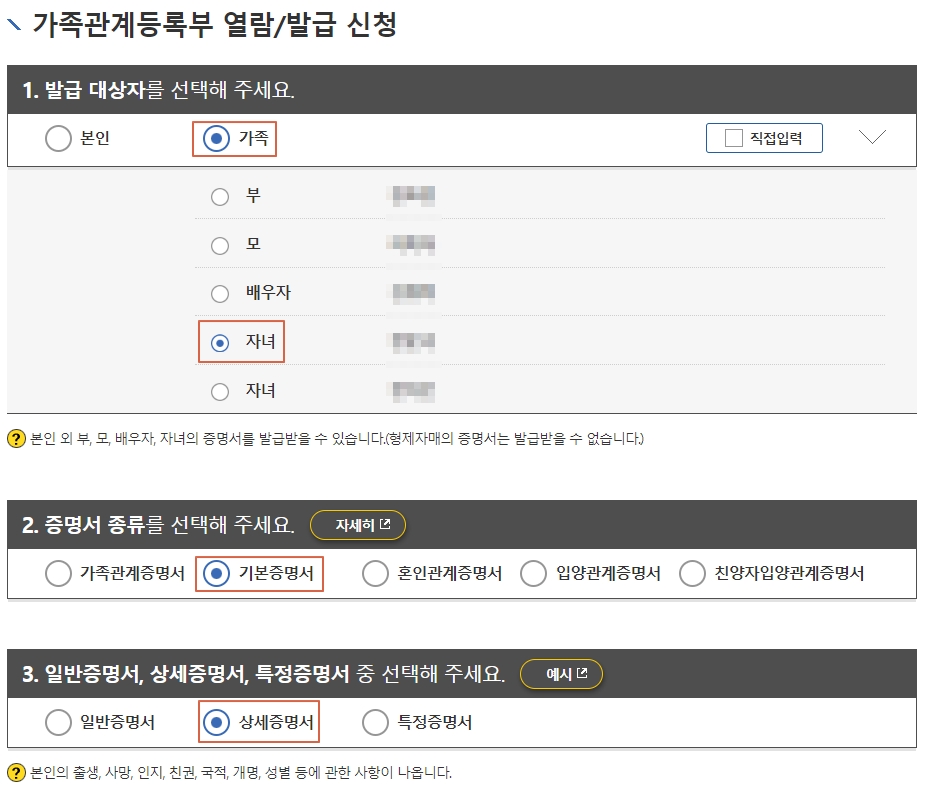 가족관계등록부 열람/발급 신청
1. 발급 대상자를 선택해 주세요.
본인 가족 직접입력
부
모
배우자
자녀
자녀
? 본인 외 부, 모, 배우자, 자녀의 증명서를 발급받을 수 있습니다.(형제자매의 증명서는 발급받을 수 없습니다.)
2. 증명서 종류를 선택해 주세요. 자세히
가족관계증명서 기본증명서 혼인관계증명서 입양관계증명서 친양자입양관계증명서
3. 일반증명서, 상세증명서, 특정증명서 중 선택해 주세요. 예시
일반증명서 상세증명서 특정증명서
? 본인의 출생, 사망, 인지, 친권, 국적, 개명, 성별 등에 관한 사항이 나옵니다.